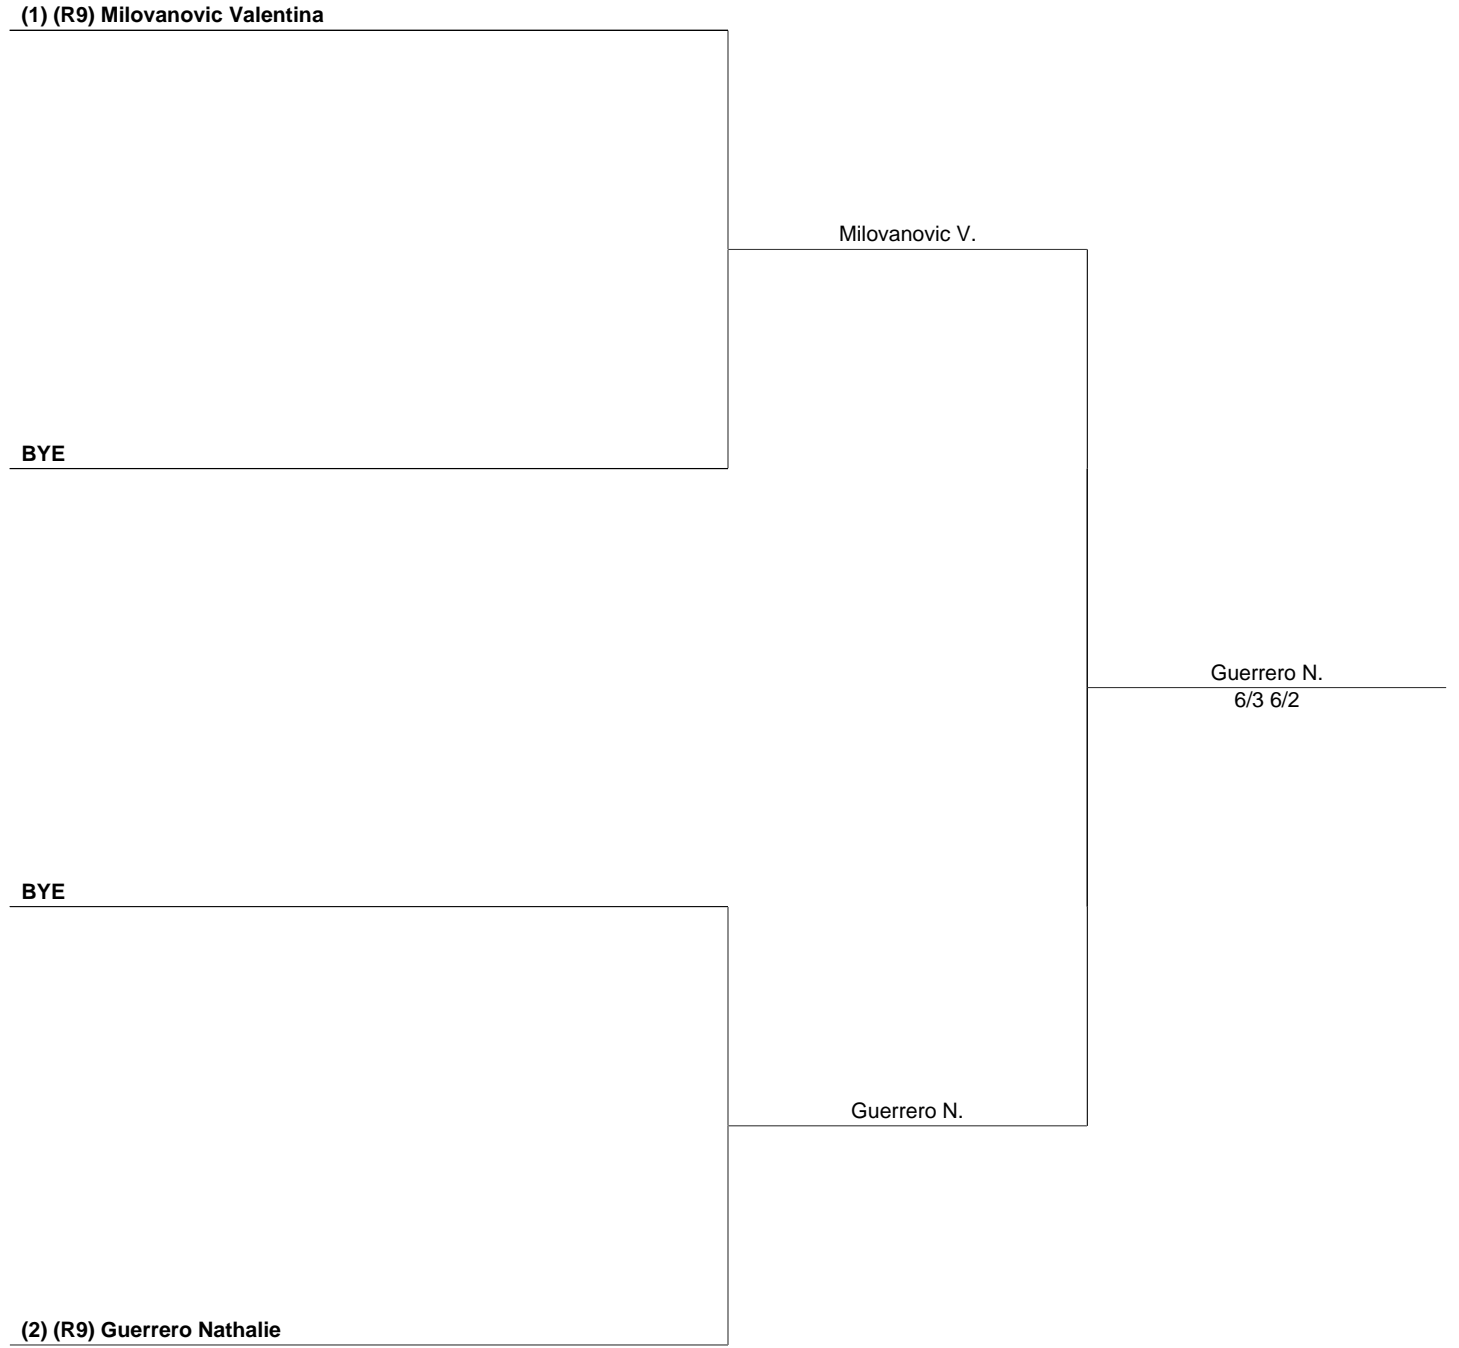 (1) (R9) Milovanovic Valentina
Milovanovic V.
BYE
Guerrero N.
6/3 6/2
BYE
Guerrero N.
(2) (R9) Guerrero Nathalie